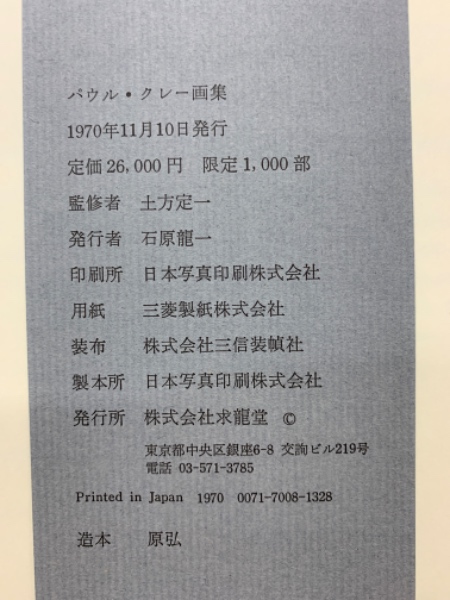 パウル・クレー画集
1970年11月10日発行
定価26,000円 限定1,000部
監修者 土方定一
発行者 石原龍一
印刷所 日本写真印刷株式会社
用紙 三菱製紙株式会社
装布 株式会社三信装幀社
製本所 日本写真印刷株式会社
発行所 株式会社求龍堂 ©
東京都中央区銀座6-8 交詢ビル219号
電話 03-571-3785
Printed in Japan 1970 0071-7008-1328
造本 原弘